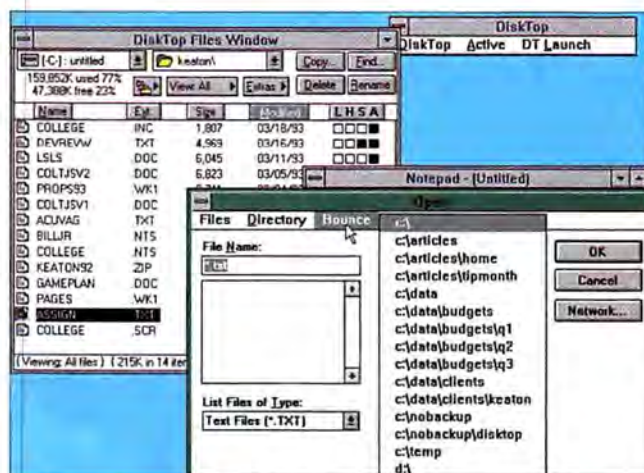 DiskTop
DiskTop Active DT Launch
DiskTop Files Window
[-C-] : untitled keaton\ Copy... Find...
159,852K used 77%
47,388K free 23%
View: All Extras Delete Rename
Name Ext Size Modified L H S A
COLLEGE .INC 1,807 03/18/93
DEVREVW .TXT 4,969 03/16/93
LSLS .DOC 6,045 03/11/93
COLTJSV2 .DOC 6,823 03/05/93
PROPS93 .WK1
COLTJSV1 .DOC
ACUVAG .TXT
BILLJR .NTS
COLLEGE .NTS
KEATON92 .ZIP
GAMEPLAN .DOC
PAGES .WK1
ASSIGN .TXT
COLLEGE .SCR
(Viewing: All files) (215K in 14 iter
Notepad - (Untitled)
Open
Files Directory Bounce
File Name:
*.txt
List Files of Type:
Text Files (*.TXT)
c:\
c:\articles
c:\articles\home
c:\articles\tipmonth
c:\data
c:\data\budgets
c:\data\budgets\q1
c:\data\budgets\q2
c:\data\budgets\q3
c:\data\clients
c:\data\clients\keaton
c:\nobackup
c:\nobackup\disktop
c:\temp
d:\
OK
Cancel
Network...